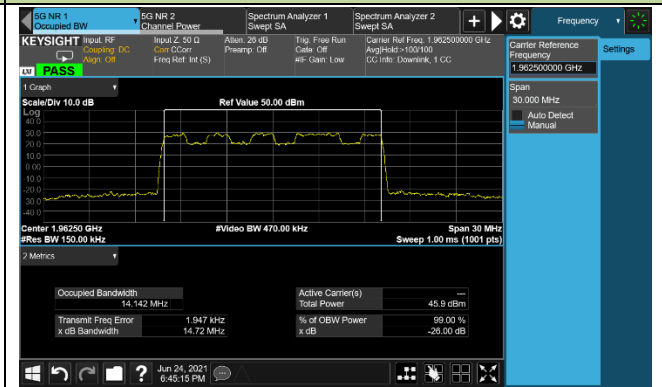 5G NR 1
Occupied BW
5G NR 2
Channel Power
Spectrum Analyzer 1
Swept SA
Spectrum Analyzer 2
Swept SA
Frequency
KEYSIGHT
Input: RF
Coupling: DC
Align: Off
Input Z: 50 Ω
Corr CCorr
Freq Ref: Int (S)
Atten: 26 dB
Preamp: Off
Trig: Free Run
Gate: Off
#IF Gain: Low
Carrier Ref Freq: 1.962500000 GHz
Avg|Hold:>100/100
CC Info: Downlink, 1 CC
LXI PASS
Carrier Reference
Frequency
1.962500000 GHz
Settings
Span
30.000 MHz
Auto Detect
Manual
1 Graph
Scale/Div 10.0 dB
Ref Value 50.00 dBm
Log
40.0
30.0
20.0
10.0
0.00
-10.0
-20.0
-30.0
-40.0
Center 1.96250 GHz
#Video BW 470.00 kHz
Span 30 MHz
#Res BW 150.00 kHz
Sweep 1.00 ms (1001 pts)
2 Metrics
Occupied Bandwidth
14.142 MHz
Active Carrier(s)
---
Total Power
45.9 dBm
Transmit Freq Error
1.947 kHz
% of OBW Power
99.00 %
x dB Bandwidth
14.72 MHz
x dB
-26.00 dB
Jun 24, 2021
6:45:15 PM